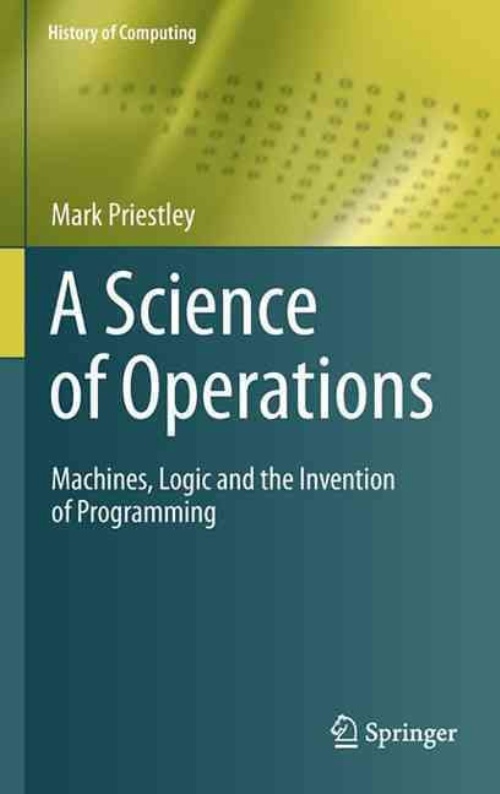 History of Computing
Mark Priestley
A Science
of Operations
Machines, Logic and the Invention
of Programming
Springer